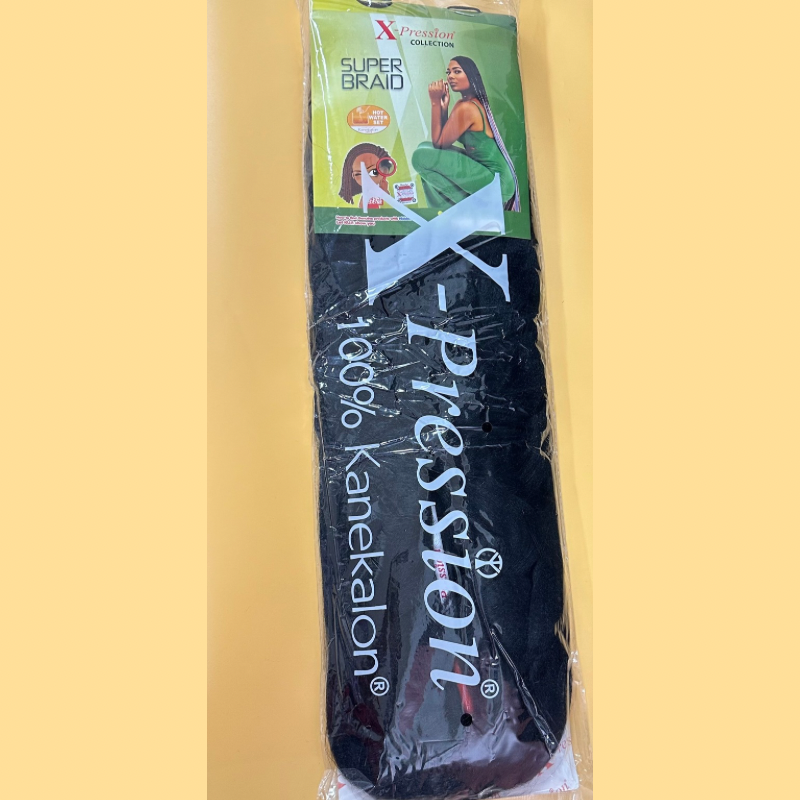 X-Pression®
COLLECTION
SUPER
BRAID
HOT
WATER
SET
X-Pression®
100% Kanekalon®